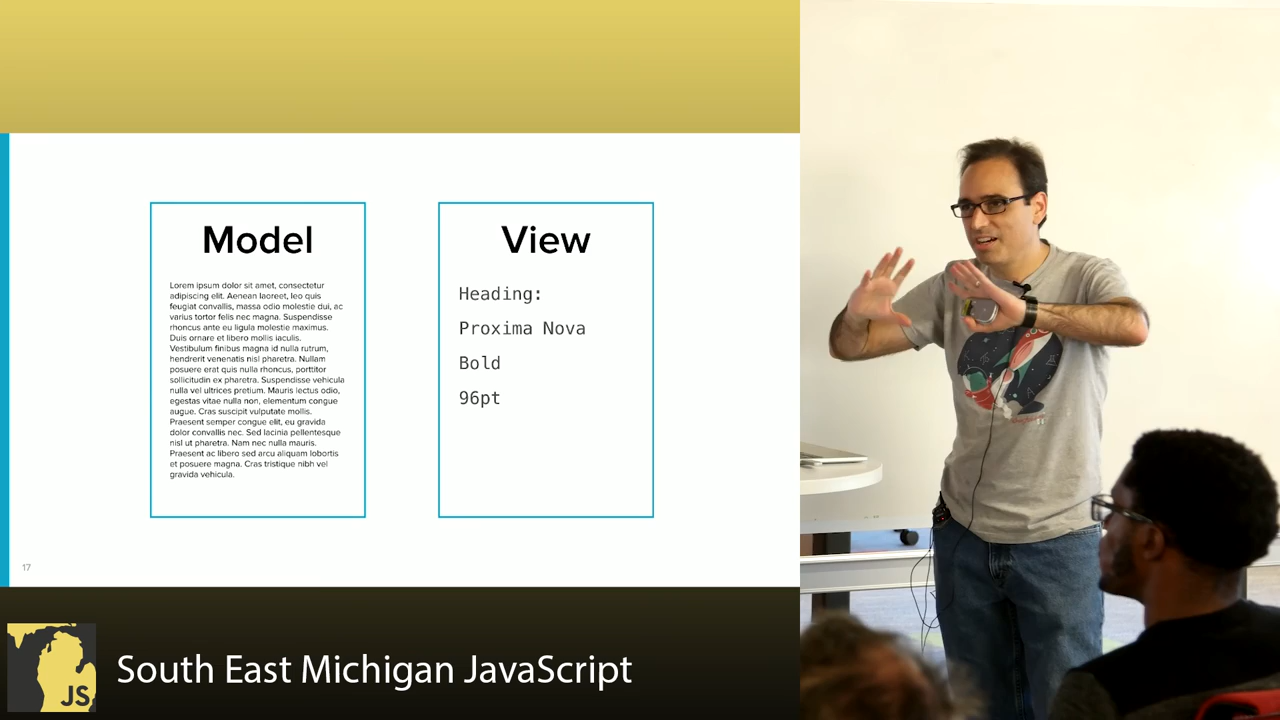 Model
Lorem ipsum dolor sit amet, consectetur
adipiscing elit. Aenean laoreet, leo quis
feugiat convallis, massa odio molestie dui, ac
varius tortor felis nec magna. Suspendisse
rhoncus ante eu ligula molestie maximus.
Duis ornare et libero mollis iaculis.
Vestibulum finibus magna id nulla rutrum,
hendrerit venenatis nisl pharetra. Nullam
posuere erat quis nulla rhoncus, porttitor
sollicitudin ex pharetra. Suspendisse vehicula
nulla vel ultrices pretium. Mauris lectus odio,
egestas vitae nulla non, elementum congue
augue. Cras suscipit vulputate mollis.
Praesent semper congue elit, eu gravida
dolor convallis nec. Sed lacinia pellentesque
nisl ut pharetra. Nam nec nulla mauris.
Praesent ac libero sed arcu aliquam lobortis
et posuere magna. Cras tristique nibh vel
gravida vehicula.
View
Heading:
Proxima Nova
Bold
96pt
17
JS
South East Michigan JavaScript